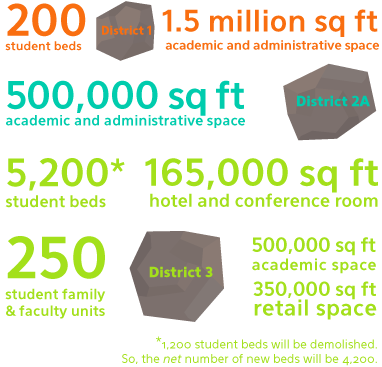 200
student beds
District 1
1.5 million sq ft
academic and administrative space
500,000 sq ft
academic and administrative space
District 2A
5,200*
student beds
165,000 sq ft
hotel and conference room
250
student family
& faculty units
District 3
500,000 sq ft
academic space
350,000 sq ft
retail space
*1,200 student beds will be demolished.
So, the net number of new beds will be 4,200.